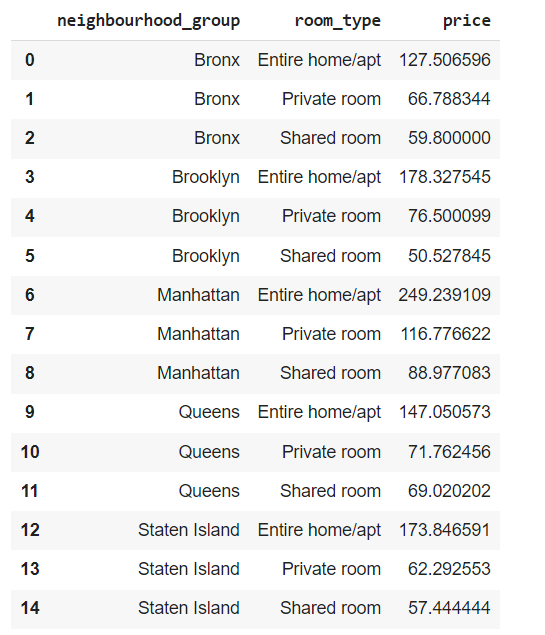 neighbourhood_group room_type price
0 Bronx Entire home/apt 127.506596
1 Bronx Private room 66.788344
2 Bronx Shared room 59.800000
3 Brooklyn Entire home/apt 178.327545
4 Brooklyn Private room 76.500099
5 Brooklyn Shared room 50.527845
6 Manhattan Entire home/apt 249.239109
7 Manhattan Private room 116.776622
8 Manhattan Shared room 88.977083
9 Queens Entire home/apt 147.050573
10 Queens Private room 71.762456
11 Queens Shared room 69.020202
12 Staten Island Entire home/apt 173.846591
13 Staten Island Private room 62.292553
14 Staten Island Shared room 57.444444